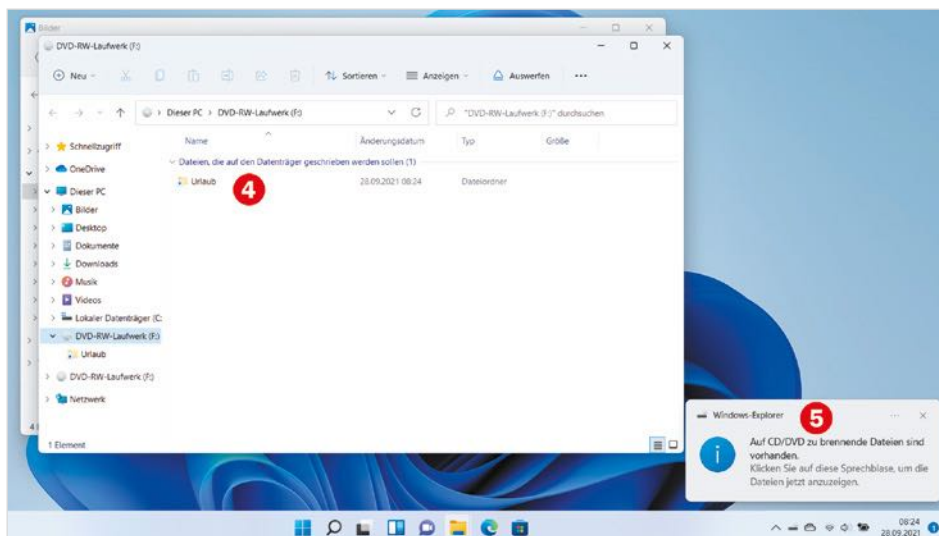 Bilder
DVD-RW-Laufwerk (F:)
Neu
Sortieren
Anzeigen
Auswerfen
Dieser PC > DVD-RW-Laufwerk (F:)
"DVD-RW-Laufwerk (F:)" durchsuchen
Name
Änderungsdatum
Typ
Größe
Schnellzugriff
Dateien, die auf den Datenträger geschrieben werden sollen (1)
OneDrive
Urlaub
4
28.09.2021 08:24
Dateiordner
Dieser PC
Bilder
Desktop
Dokumente
Downloads
Musik
Videos
Lokaler Datenträger (C:
DVD-RW-Laufwerk (F:)
Urlaub
DVD-RW-Laufwerk (F:)
Netzwerk
4
1 Element
Windows-Explorer
5
Auf CD/DVD zu brennende Dateien sind
vorhanden.
Klicken Sie auf diese Sprechblase, um die
Dateien jetzt anzuzeigen.
08:24
28.09.2021
1